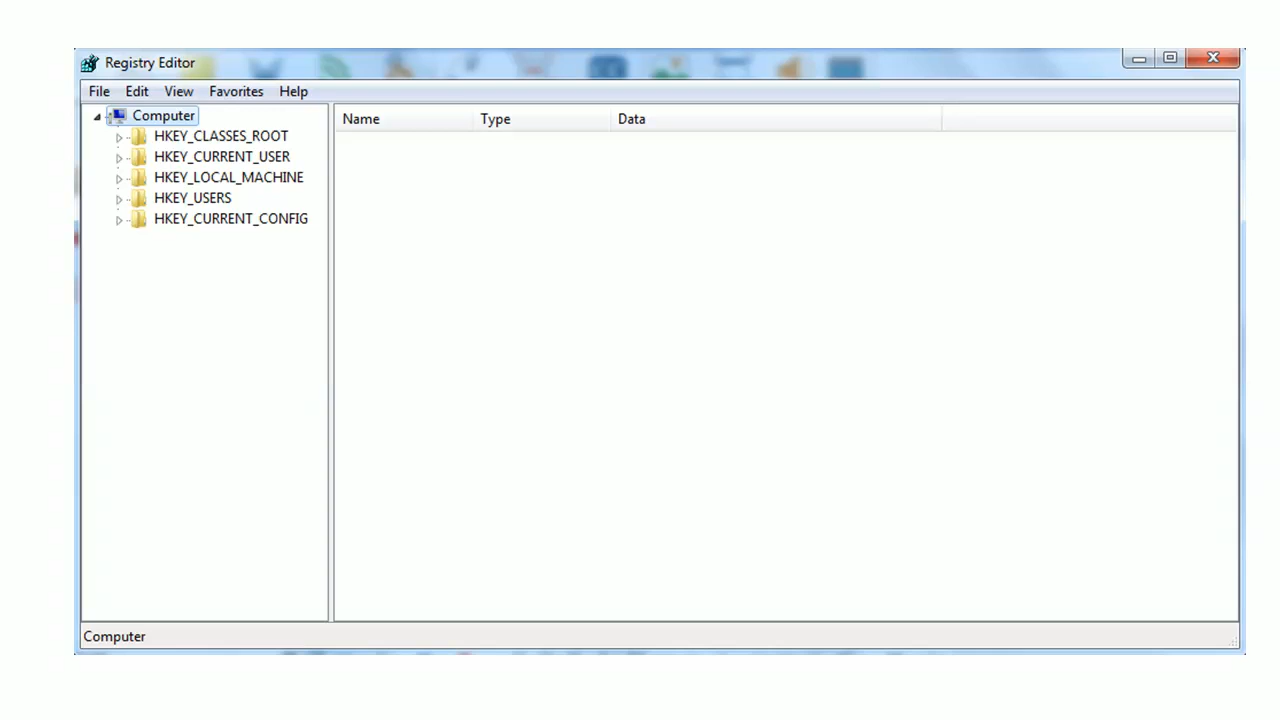 Registry Editor
File Edit View Favorites Help
Computer
HKEY_CLASSES_ROOT
HKEY_CURRENT_USER
HKEY_LOCAL_MACHINE
HKEY_USERS
HKEY_CURRENT_CONFIG
Name Type Data
Computer